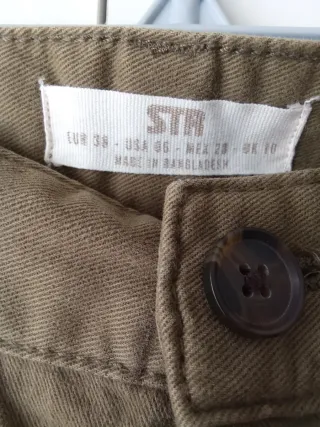 STR
EUR 38 - USA 06 - MEX 28 - UK 10
MADE IN BANGLADESH